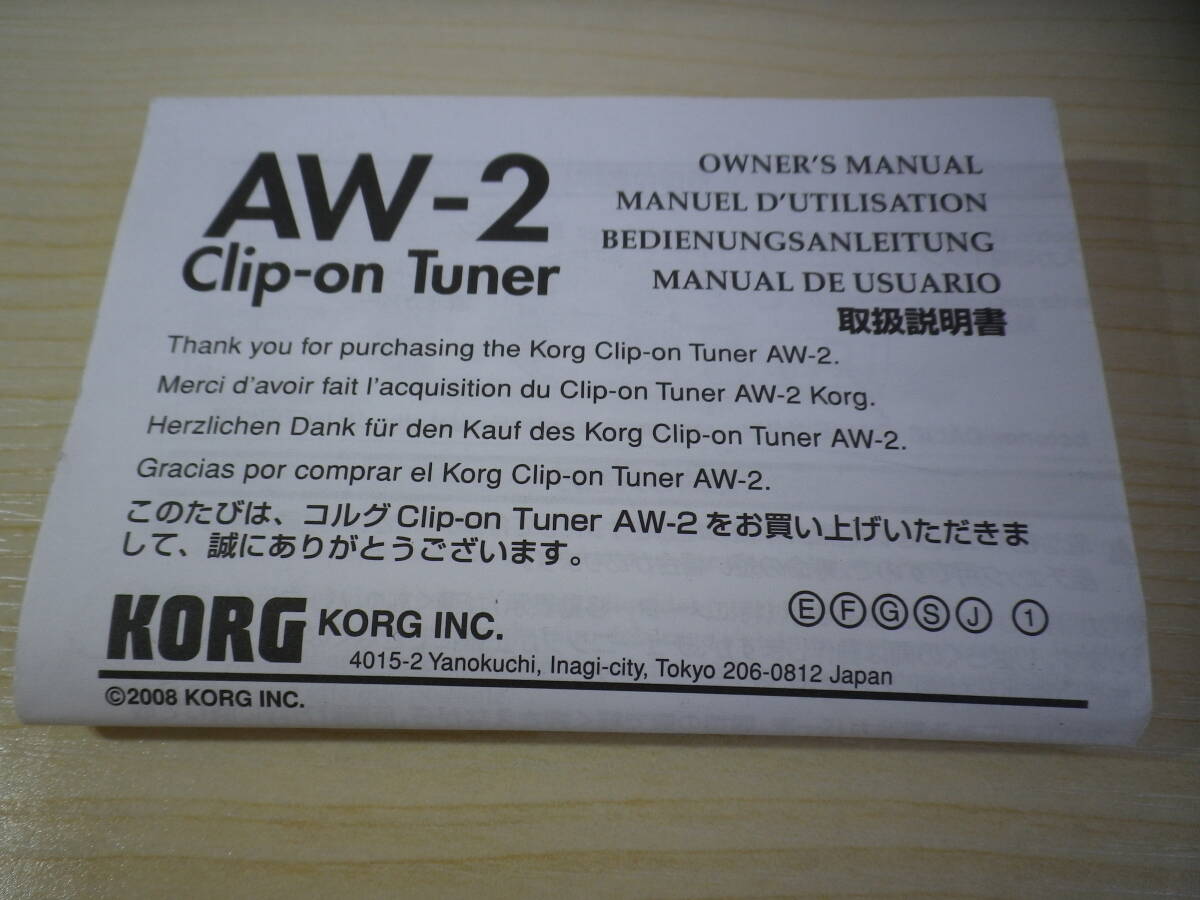 AW-2
Clip-on Tuner
OWNER'S MANUAL
MANUEL D'UTILISATION
BEDIENUNGSANLEITUNG
MANUAL DE USUARIO
取扱説明書
Thank you for purchasing the Korg Clip-on Tuner AW-2.
Merci d'avoir fait l'acquisition du Clip-on Tuner AW-2 Korg.
Herzlichen Dank für den Kauf des Korg Clip-on Tuner AW-2.
Gracias por comprar el Korg Clip-on Tuner AW-2.
このたびは、コルグ Clip-on Tuner AW-2 をお買い上げいただきま
して、誠にありがとうございます。
KORG KORG INC.
Ⓔ Ⓕ Ⓖ Ⓢ Ⓙ ①
4015-2 Yanokuchi, Inagi-city, Tokyo 206-0812 Japan
©2008 KORG INC.